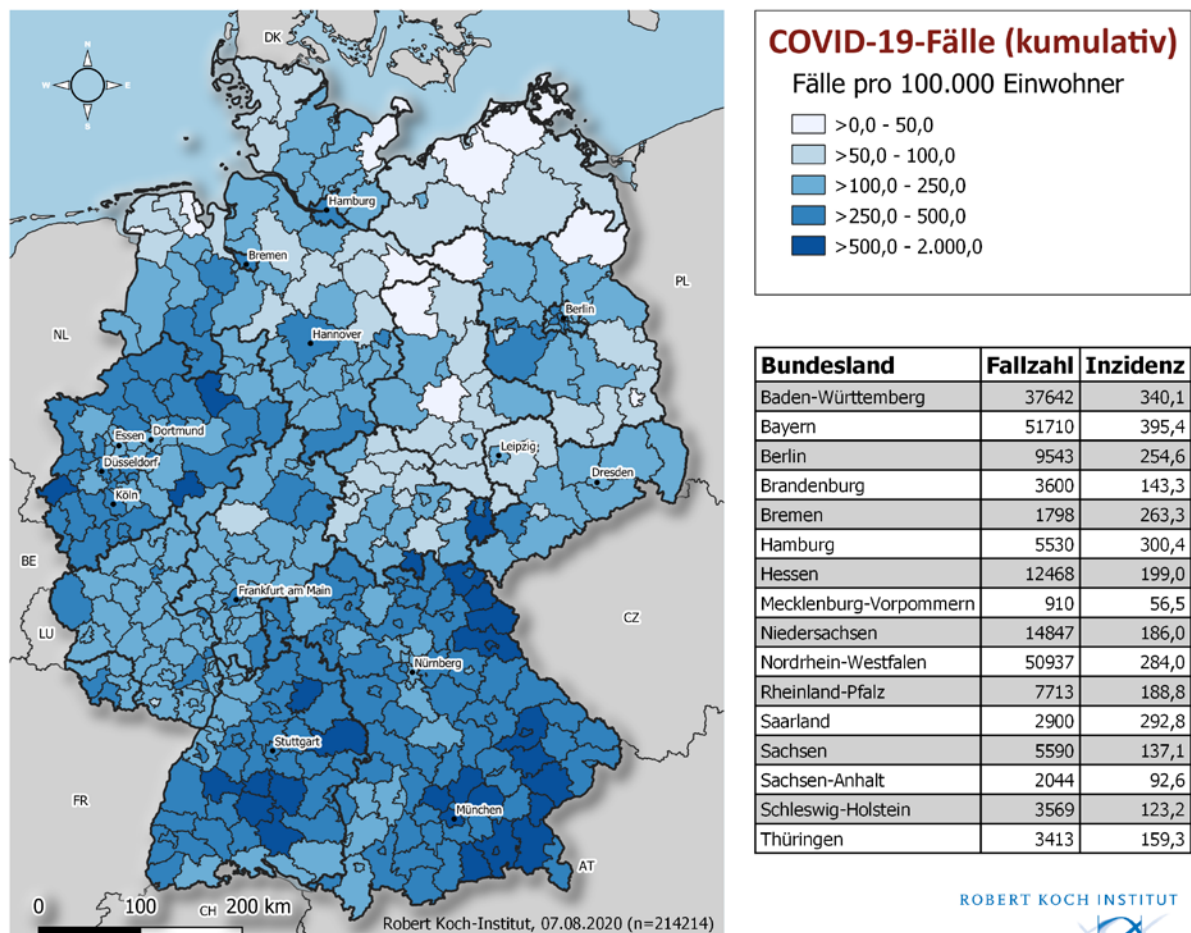 DK
N
W E
S
Hamburg
Bremen
PL
Berlin
NL
Hannover
Essen
Dortmund
Düsseldorf
Leipzig
Dresden
Köln
BE
Frankfurt am Main
CZ
LU
Nürnberg
Stuttgart
FR
München
AT
CH
0 100 200 km
Robert Koch-Institut, 07.08.2020 (n=214214)
COVID-19-Fälle (kumulativ)
Fälle pro 100.000 Einwohner
>0,0 - 50,0
>50,0 - 100,0
>100,0 - 250,0
>250,0 - 500,0
>500,0 - 2.000,0
Bundesland Fallzahl Inzidenz
Baden-Württemberg 37642 340,1
Bayern 51710 395,4
Berlin 9543 254,6
Brandenburg 3600 143,3
Bremen 1798 263,3
Hamburg 5530 300,4
Hessen 12468 199,0
Mecklenburg-Vorpommern 910 56,5
Niedersachsen 14847 186,0
Nordrhein-Westfalen 50937 284,0
Rheinland-Pfalz 7713 188,8
Saarland 2900 292,8
Sachsen 5590 137,1
Sachsen-Anhalt 2044 92,6
Schleswig-Holstein 3569 123,2
Thüringen 3413 159,3
ROBERT KOCH INSTITUT